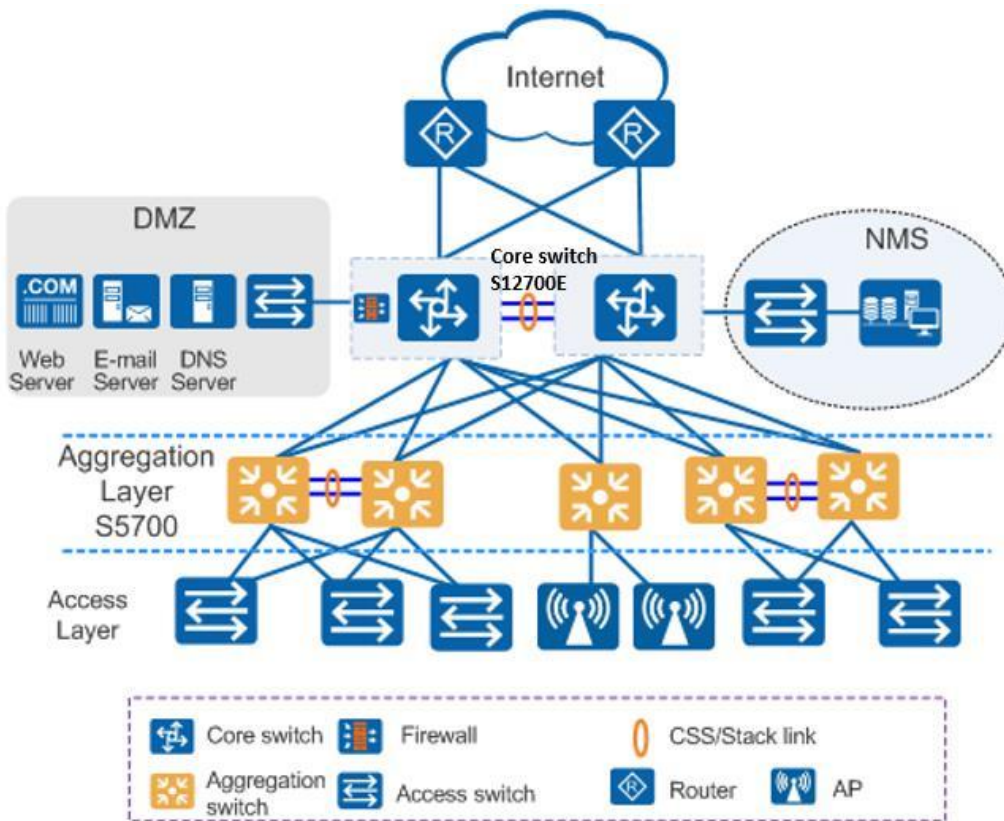 Internet
R
R
DMZ
.COM
Web
Server
E-mail
Server
DNS
Server
Core switch
S12700E
NMS
Aggregation
Layer
S5700
Access
Layer
Core switch
Firewall
CSS/Stack link
Aggregation
switch
Access switch
R
Router
AP